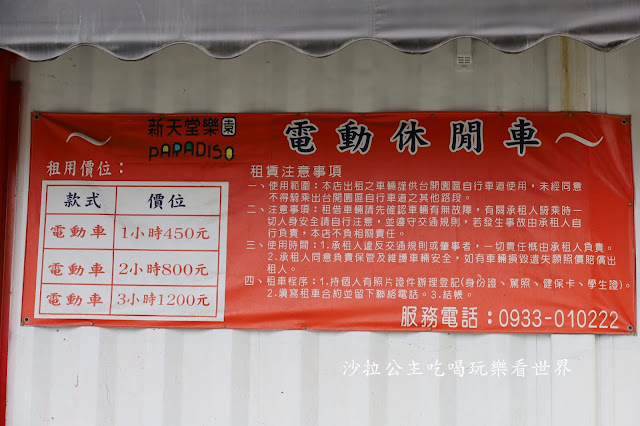 新天堂樂園
PARADISO
～電動休閒車～
租用價位：
款式 價位
電動車 1小時450元
電動車 2小時800元
電動車 3小時1200元
租賃注意事項
一、使用範圍：本店出租之車輛謹供台開園區自行車道使用，未經同意
不得騎乘出台開園區自行車道之其他路段。
二、注意事項：租借車輛請先確認車輛有無故障，有關承租人騎乘時一
切人身安全請自行注意，並遵守交通規則，若發生事故由承租人自
行負責，本店不負相關責任。
三、使用時間：1.承租人違反交通規則或肇事者，一切責任概由承租人負責。
2.承租人同意負責保管及維護車輛安全，如有車輛損毀遺失願照價賠償出
租人。
四、租車程序：1.持個人有照片證件辦理登記(身份證、駕照、健保卡、學生證)。
2.填寫租車合約並留下聯絡電話。3.結帳。
服務電話：0933-010222
沙拉公主吃喝玩樂看世界